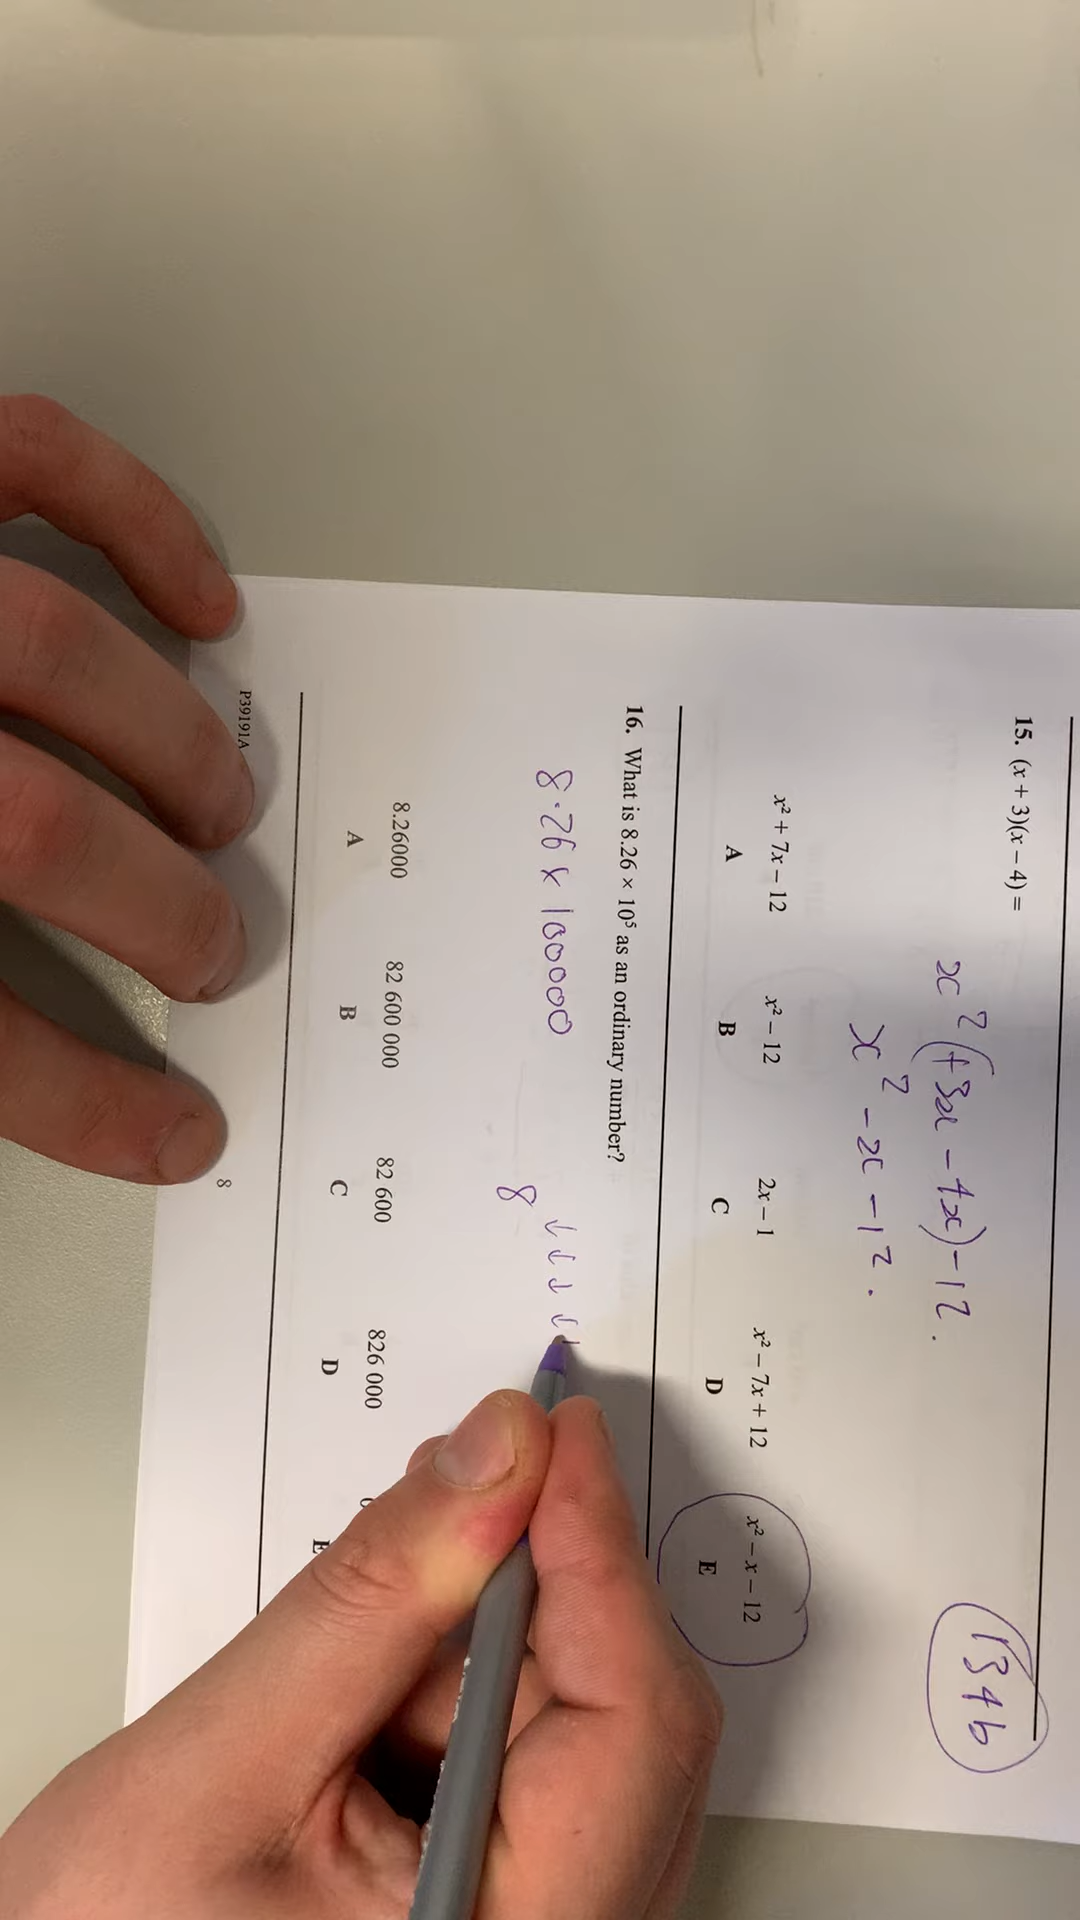 15. (x + 3)(x – 4) =
x² (+3x – 4x) – 12.
x² – x – 12.
1346
x² + 7x – 12 x² – 12 2x – 1 x² – 7x + 12 x² – x – 12
A B C D E
16. What is 8.26 × 10⁵ as an ordinary number?
8.26 × 100000
8
8.26000 82 600 000 82 600 826 000
A B C D E
P39191A
8